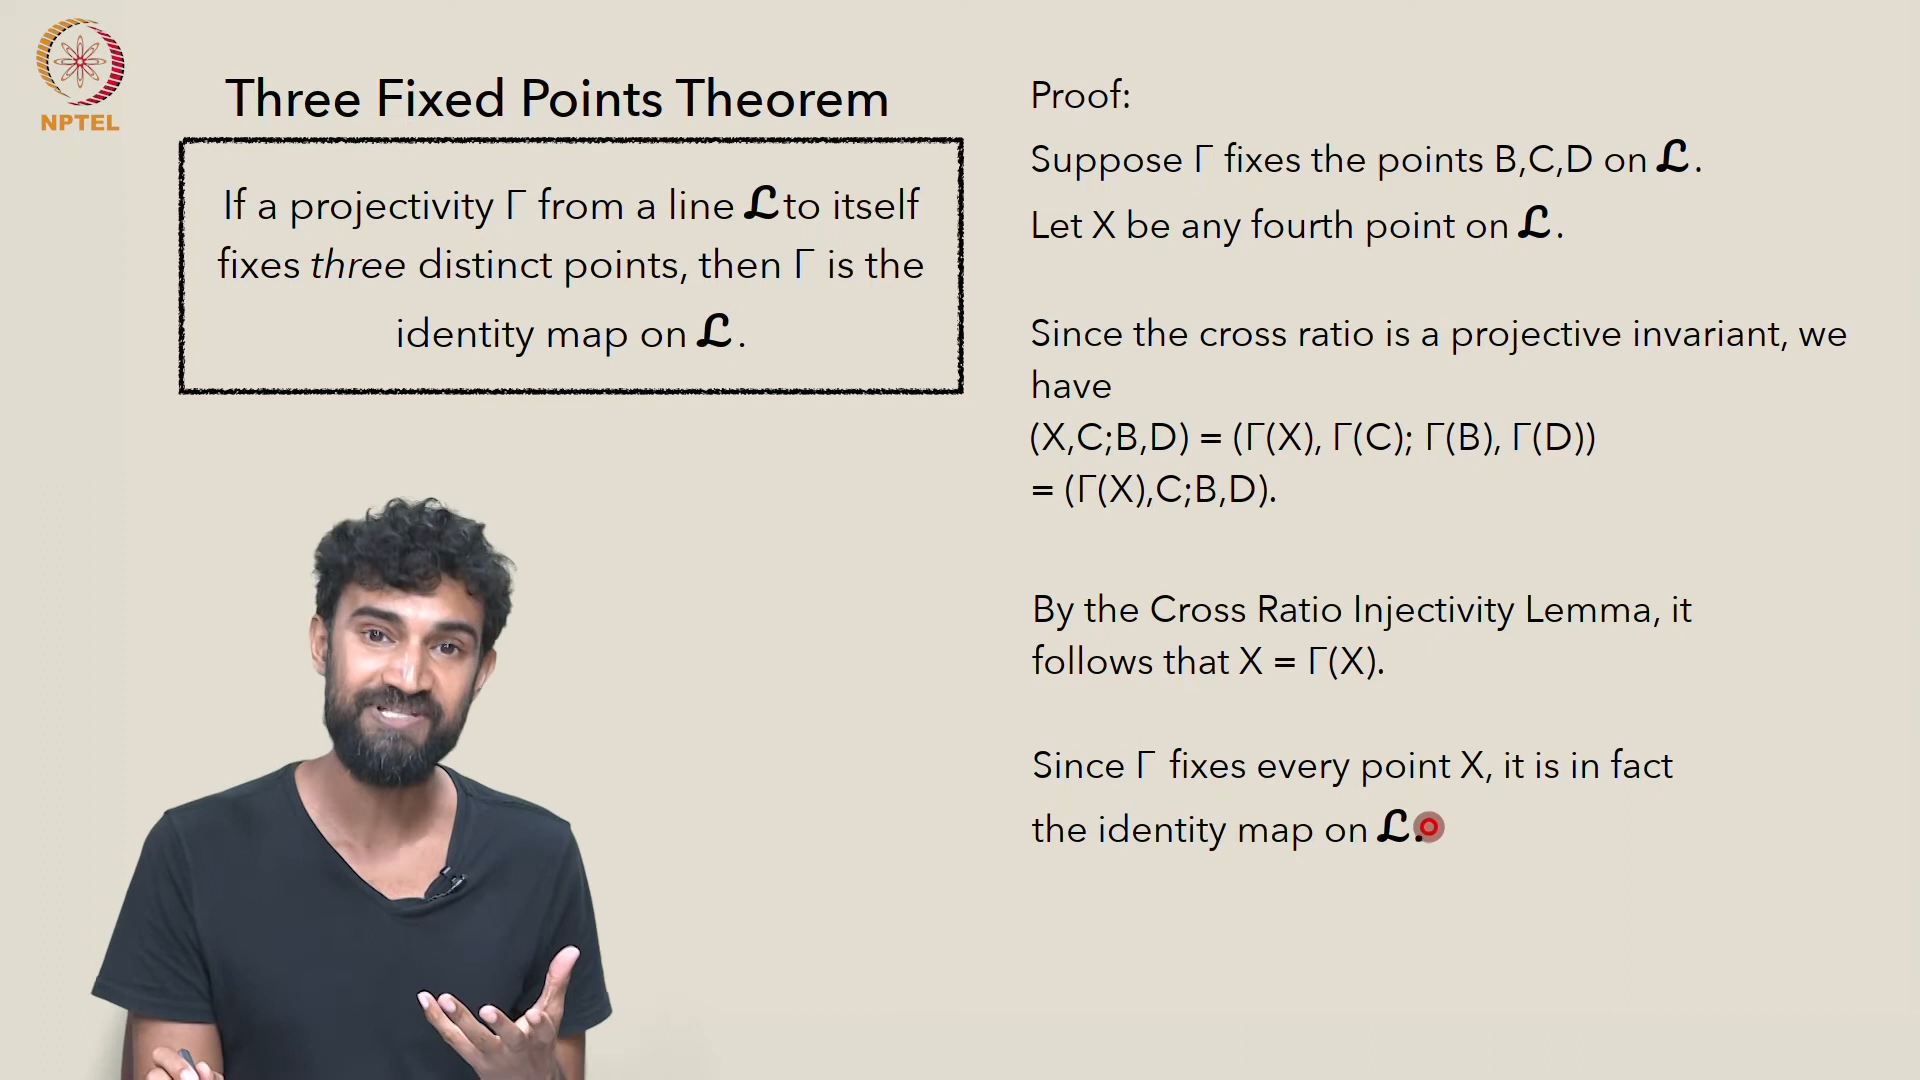 NPTEL
Three Fixed Points Theorem
If a projectivity Γ from a line ℒ to itself
fixes three distinct points, then Γ is the
identity map on ℒ.
Proof:
Suppose Γ fixes the points B,C,D on ℒ.
Let X be any fourth point on ℒ.
Since the cross ratio is a projective invariant, we
have
(X,C;B,D) = (Γ(X), Γ(C); Γ(B), Γ(D))
= (Γ(X),C;B,D).
By the Cross Ratio Injectivity Lemma, it
follows that X = Γ(X).
Since Γ fixes every point X, it is in fact
the identity map on ℒ.